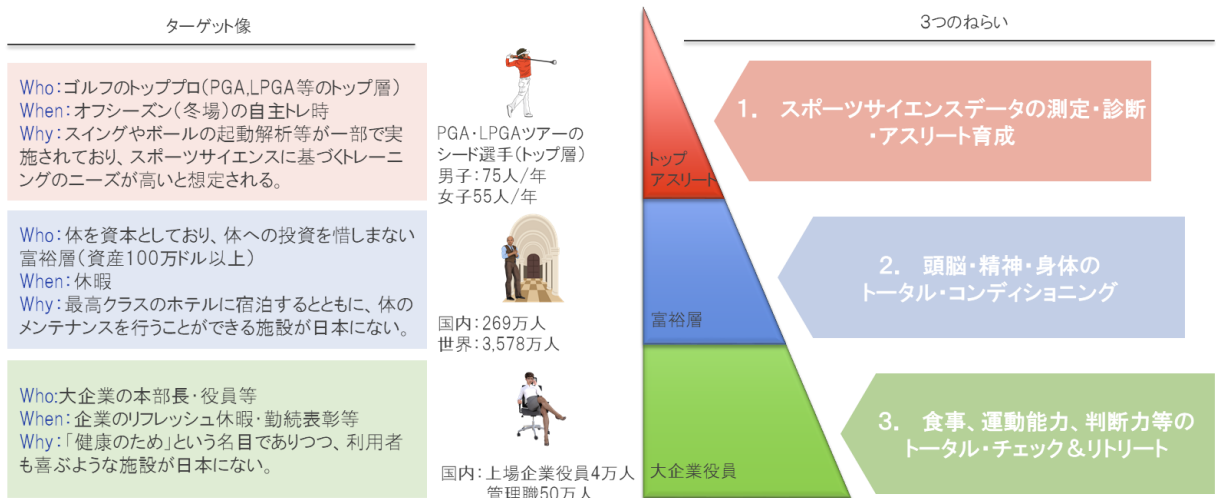 ターゲット像
3つのねらい
Who：ゴルフのトッププロ（PGA,LPGA等のトップ層）
When：オフシーズン（冬場）の自主トレ時
Why：スイングやボールの起動解析等が一部で実
施されており、スポーツサイエンスに基づくトレーニ
ングのニーズが高いと想定される。
PGA・LPGAツアーの
シード選手（トップ層）
男子：75人/年
女子55人/年
トップ
アスリート
1．　スポーツサイエンスデータの測定・診断
・アスリート育成
Who：体を資本としており、体への投資を惜しまない
富裕層（資産100万ドル以上）
When：休暇
Why：最高クラスのホテルに宿泊するとともに、体の
メンテナンスを行うことができる施設が日本にない。
国内：269万人
世界：3,578万人
富裕層
2．　頭脳・精神・身体の
トータル・コンディショニング
Who:大企業の本部長・役員等
When：企業のリフレッシュ休暇・勤続表彰等
Why：「健康のため」という名目でありつつ、利用者
も喜ぶような施設が日本にない。
国内：上場企業役員4万人
管理職50万人
大企業役員
3．　食事、運動能力、判断力等の
トータル・チェック＆リトリート